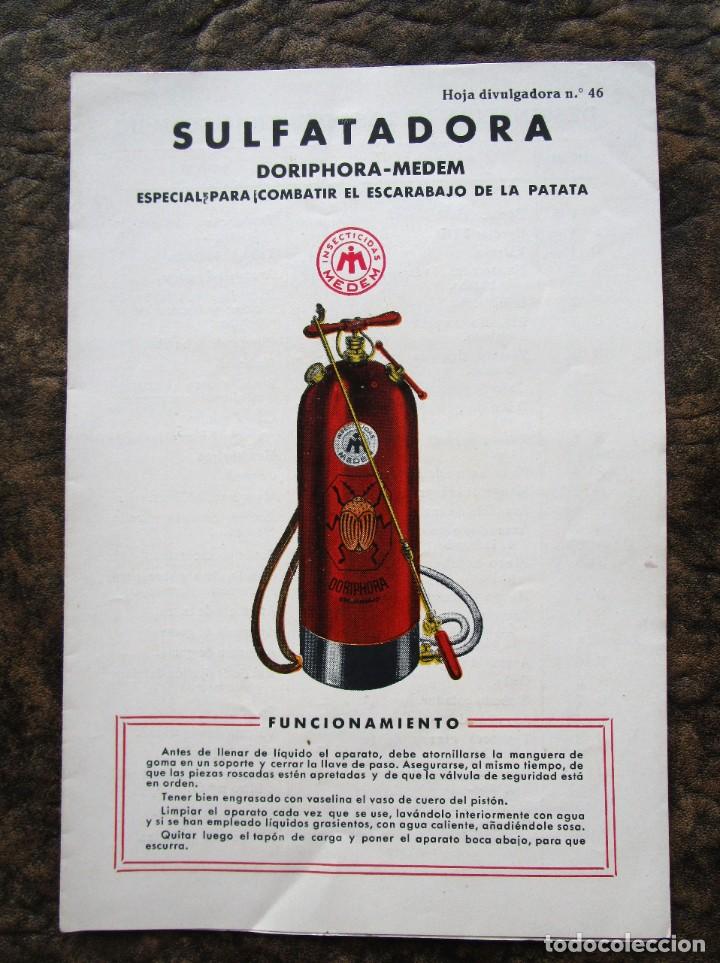 Hoja divulgadora n.° 46
SULFATADORA
DORIPHORA-MEDEM
ESPECIAL PARA COMBATIR EL ESCARABAJO DE LA PATATA
INSECTICIDAS
MEDEM
INSECTICIDAS
MEDEM
DORIPHORA
FUNCIONAMIENTO
Antes de llenar de líquido el aparato, debe atornillarse la manguera de
goma en un soporte y cerrar la llave de paso. Asegurarse, al mismo tiempo, de
que las piezas roscadas estén apretadas y de que la válvula de seguridad está
en orden.
Tener bien engrasado con vaselina el vaso de cuero del pistón.
Limpiar el aparato cada vez que se use, lavándolo interiormente con agua
y si se han empleado líquidos grasientos, con agua caliente, añadiéndole sosa.
Quitar luego el tapón de carga y poner el aparato boca abajo, para que
escurra.
todocoleccion